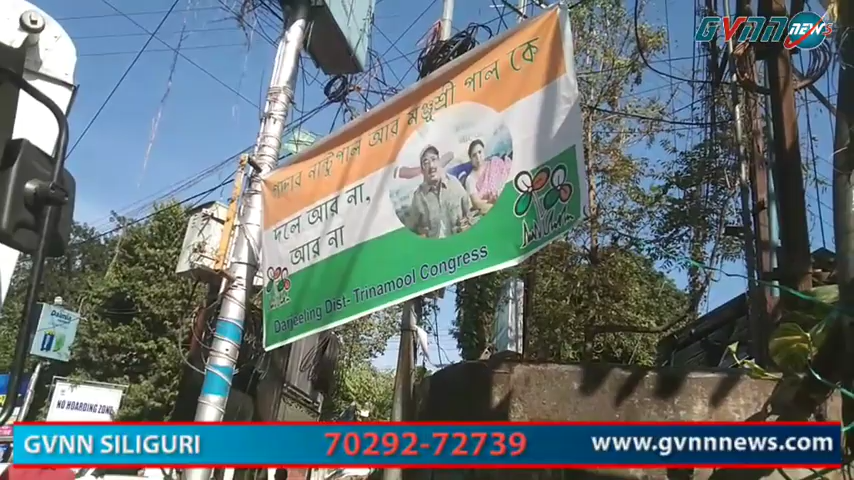 GVNN NEWS
গদ্দার নান্টু পাল আর মঞ্জুশ্রী পাল কে
দলে আর না,
আর না
Darjeeling Dist- Trinamool Congress
NO HOARDING ZONE
GVNN SILIGURI
70292-72739
www.gvnnnews.com